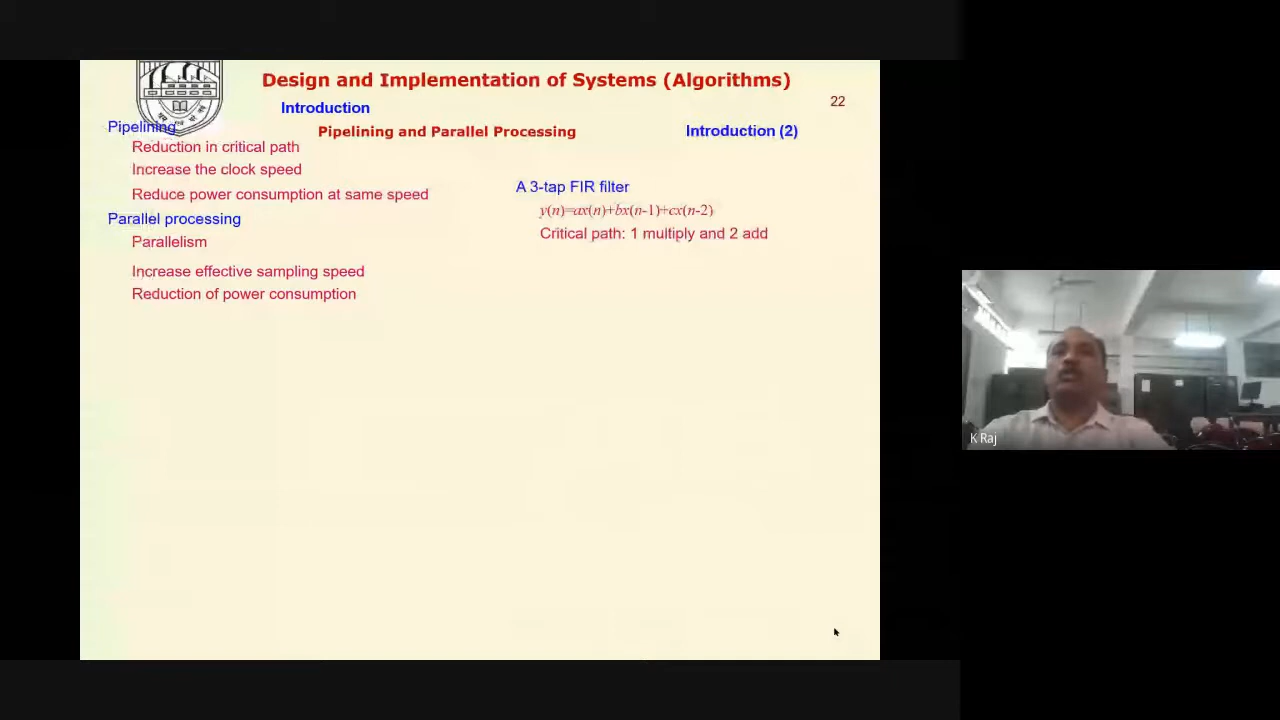 Design and Implementation of Systems (Algorithms)
Introduction
22
Pipelining and Parallel Processing
Introduction (2)
Pipelining
Reduction in critical path
Increase the clock speed
Reduce power consumption at same speed
Parallel processing
Parallelism
Increase effective sampling speed
Reduction of power consumption
A 3-tap FIR filter
y(n)=ax(n)+bx(n-1)+cx(n-2)
Critical path: 1 multiply and 2 add
K Raj